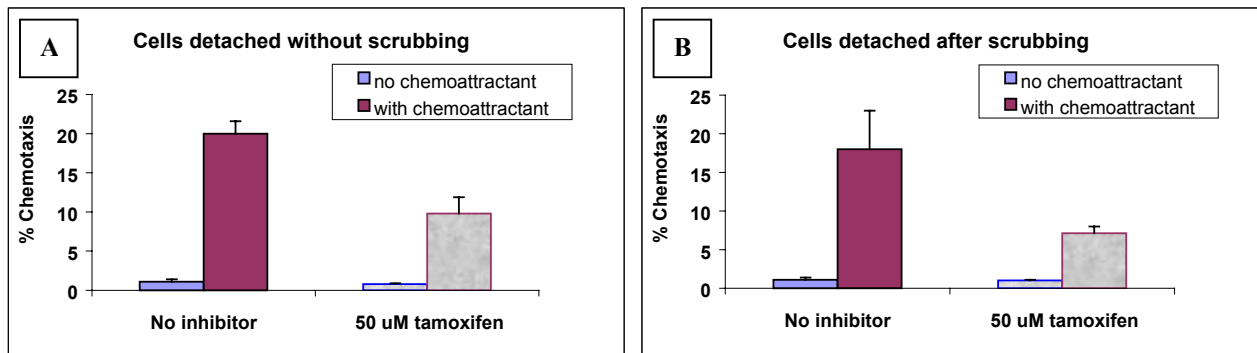 A
Cells detached without scrubbing
no chemoattractant
with chemoattractant
% Chemotaxis
25
20
15
10
5
0
No inhibitor
50 uM tamoxifen
B
Cells detached after scrubbing
no chemoattractant
with chemoattractant
% Chemotaxis
25
20
15
10
5
0
No inhibitor
50 uM tamoxifen